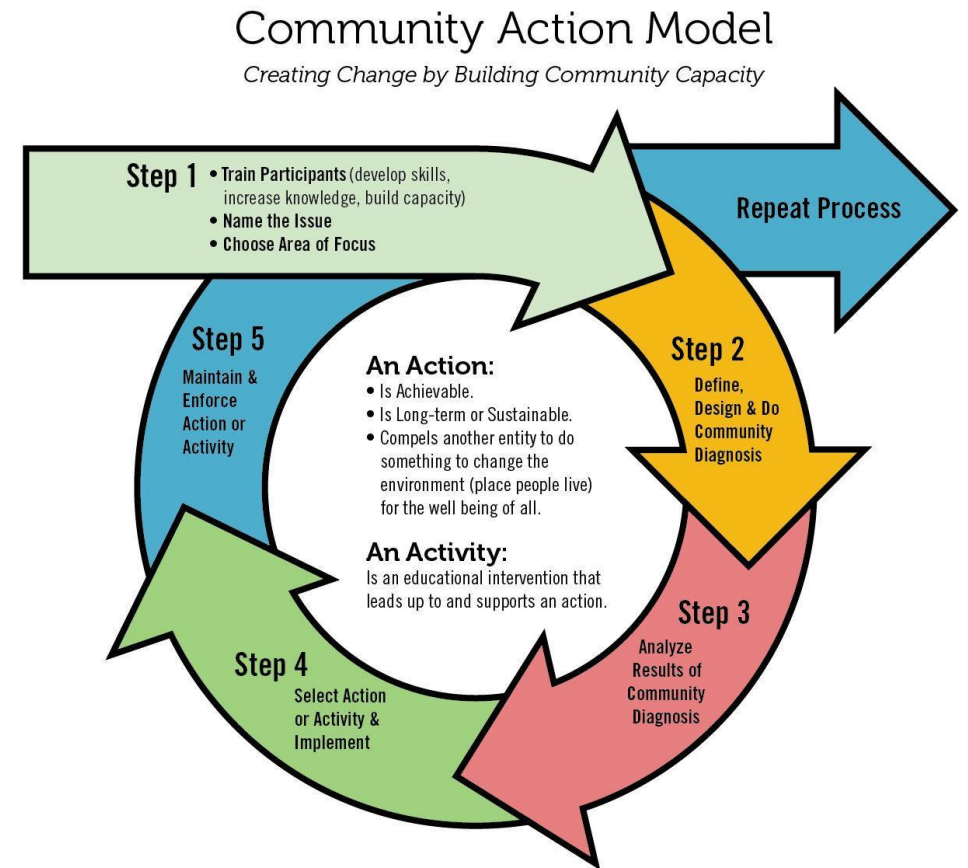 Community Action Model
Creating Change by Building Community Capacity
Step 1
• Train Participants (develop skills,
increase knowledge, build capacity)
• Name the Issue
• Choose Area of Focus
Repeat Process
Step 2
Define,
Design & Do
Community
Diagnosis
Step 3
Analyze
Results of
Community
Diagnosis
Step 4
Select Action
or Activity &
Implement
Step 5
Maintain &
Enforce
Action or
Activity
An Action:
• Is Achievable.
• Is Long-term or Sustainable.
• Compels another entity to do
something to change the
environment (place people live)
for the well being of all.
An Activity:
Is an educational intervention that
leads up to and supports an action.